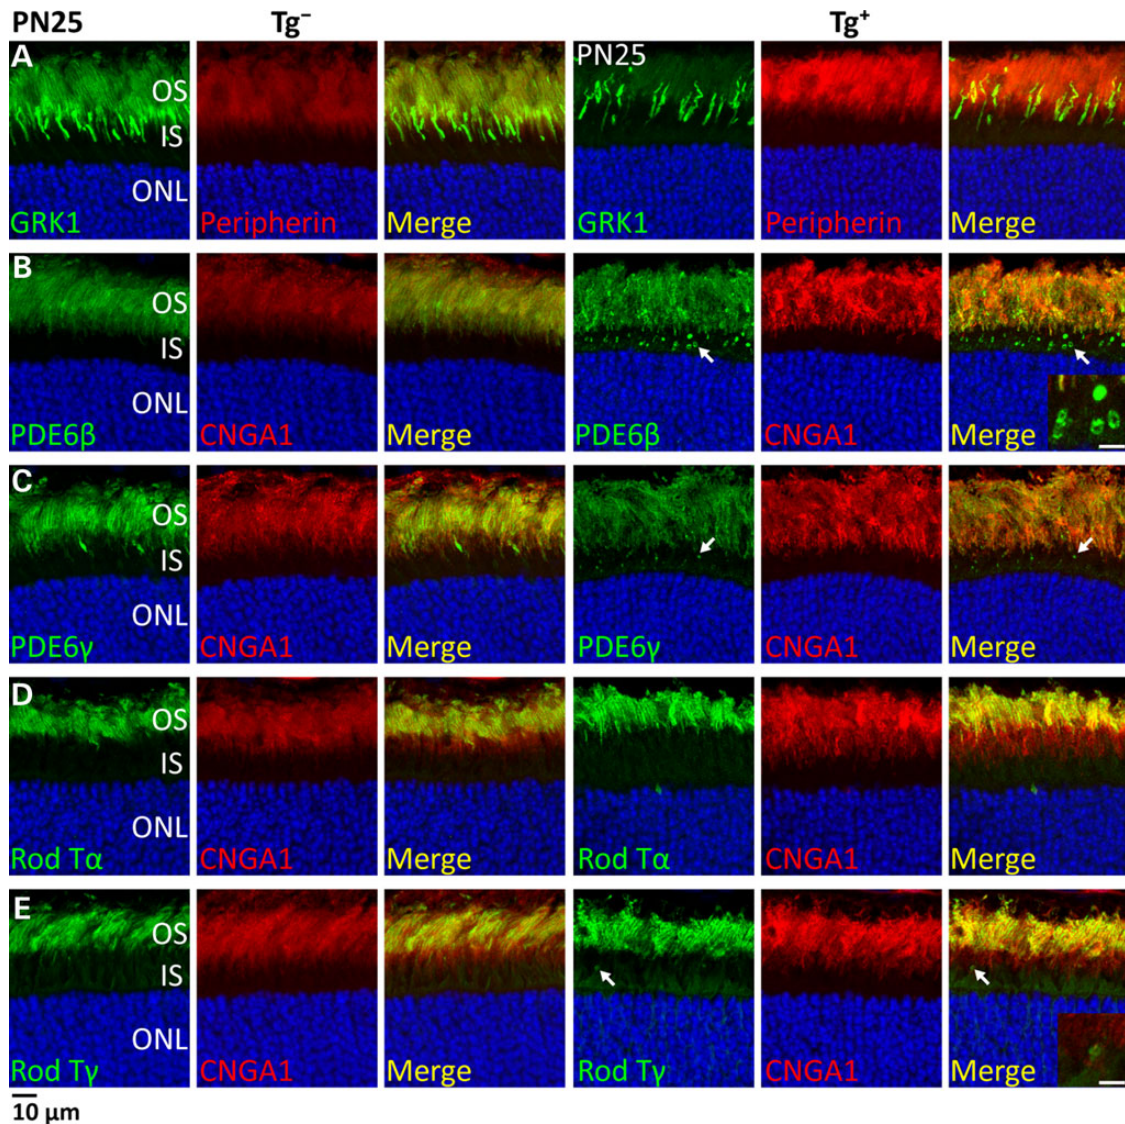 PN25 Tg⁻ Tg⁺
A OS IS ONL GRK1 Peripherin Merge PN25 GRK1 Peripherin Merge
B OS IS ONL PDE6β CNGA1 Merge PDE6β CNGA1 Merge
C OS IS ONL PDE6γ CNGA1 Merge PDE6γ CNGA1 Merge
D OS IS ONL Rod Tα CNGA1 Merge Rod Tα CNGA1 Merge
E OS IS ONL Rod Tγ CNGA1 Merge Rod Tγ CNGA1 Merge
10 µm